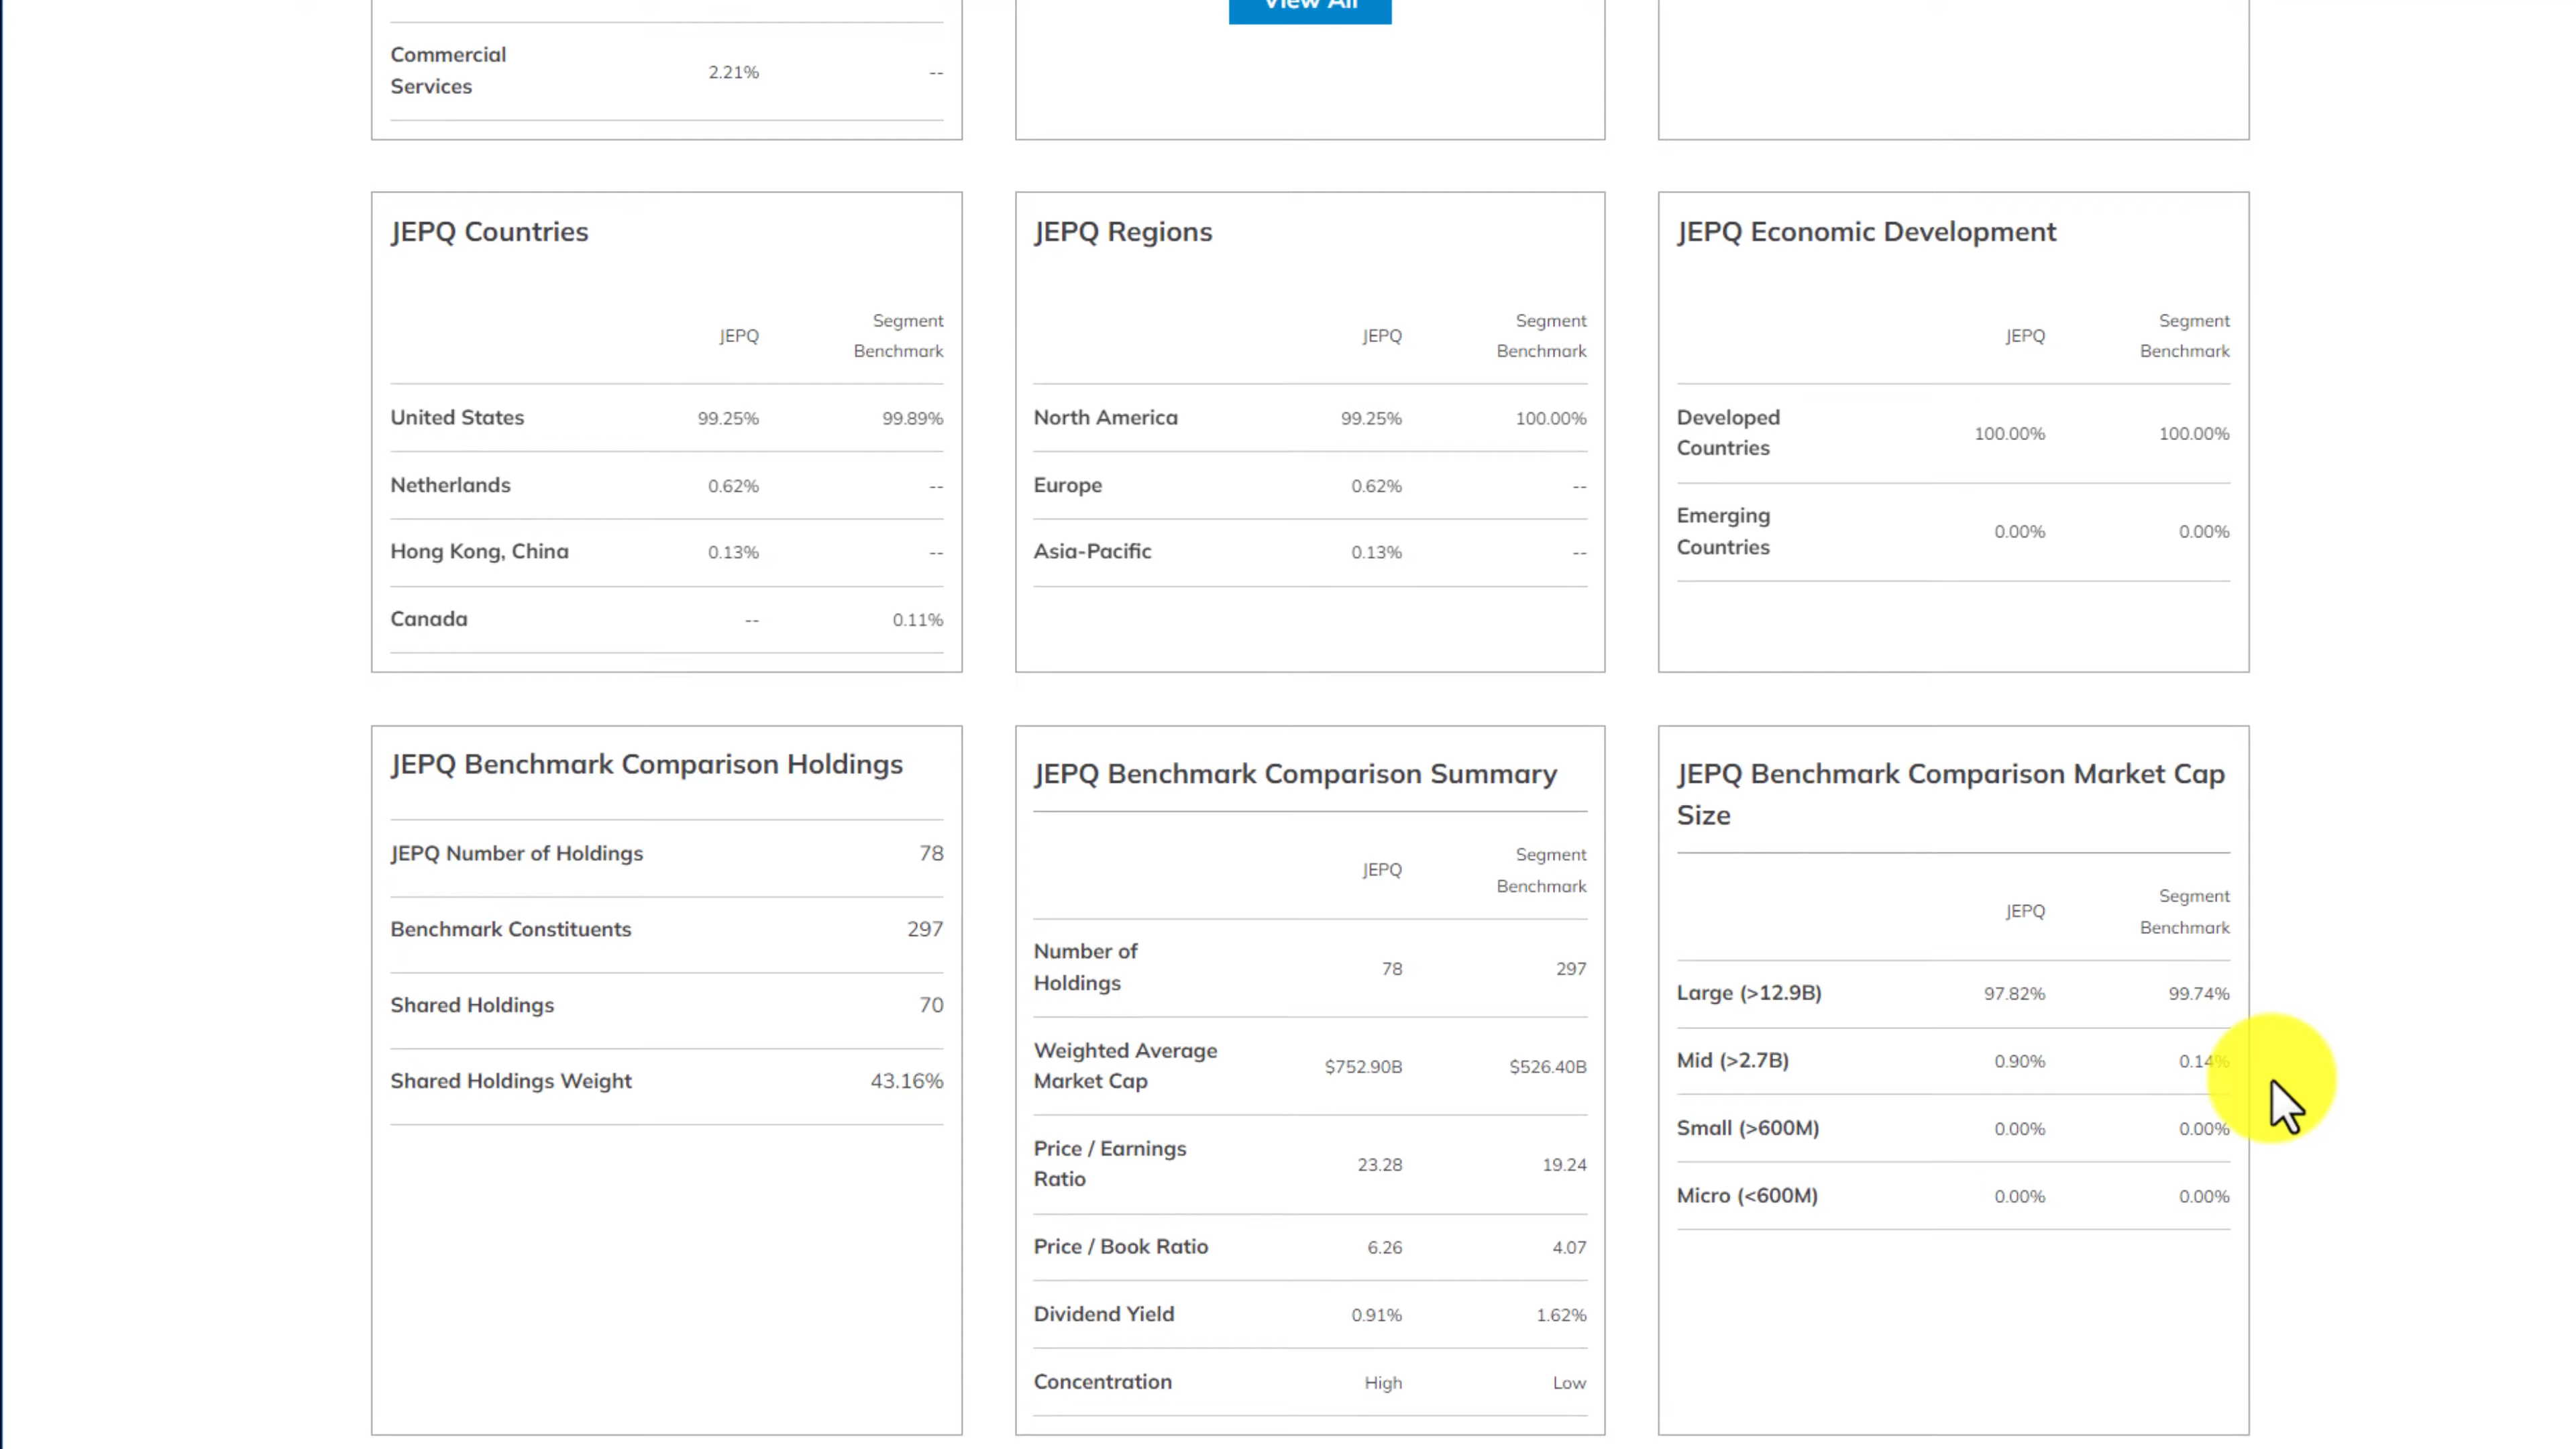 View All
Commercial
Services
2.21% --
JEPQ Countries
JEPQ
Segment
Benchmark
United States 99.25% 99.89%
Netherlands 0.62% --
Hong Kong, China 0.13% --
Canada -- 0.11%
JEPQ Regions
JEPQ
Segment
Benchmark
North America 99.25% 100.00%
Europe 0.62% --
Asia-Pacific 0.13% --
JEPQ Economic Development
JEPQ
Segment
Benchmark
Developed
Countries
100.00% 100.00%
Emerging
Countries
0.00% 0.00%
JEPQ Benchmark Comparison Holdings
JEPQ Number of Holdings 78
Benchmark Constituents 297
Shared Holdings 70
Shared Holdings Weight 43.16%
JEPQ Benchmark Comparison Summary
JEPQ
Segment
Benchmark
Number of
Holdings
78 297
Weighted Average
Market Cap
$752.90B $526.40B
Price / Earnings
Ratio
23.28 19.24
Price / Book Ratio 6.26 4.07
Dividend Yield 0.91% 1.62%
Concentration High Low
JEPQ Benchmark Comparison Market Cap
Size
JEPQ
Segment
Benchmark
Large (>12.9B) 97.82% 99.74%
Mid (>2.7B) 0.90% 0.14%
Small (>600M) 0.00% 0.00%
Micro (<600M) 0.00% 0.00%